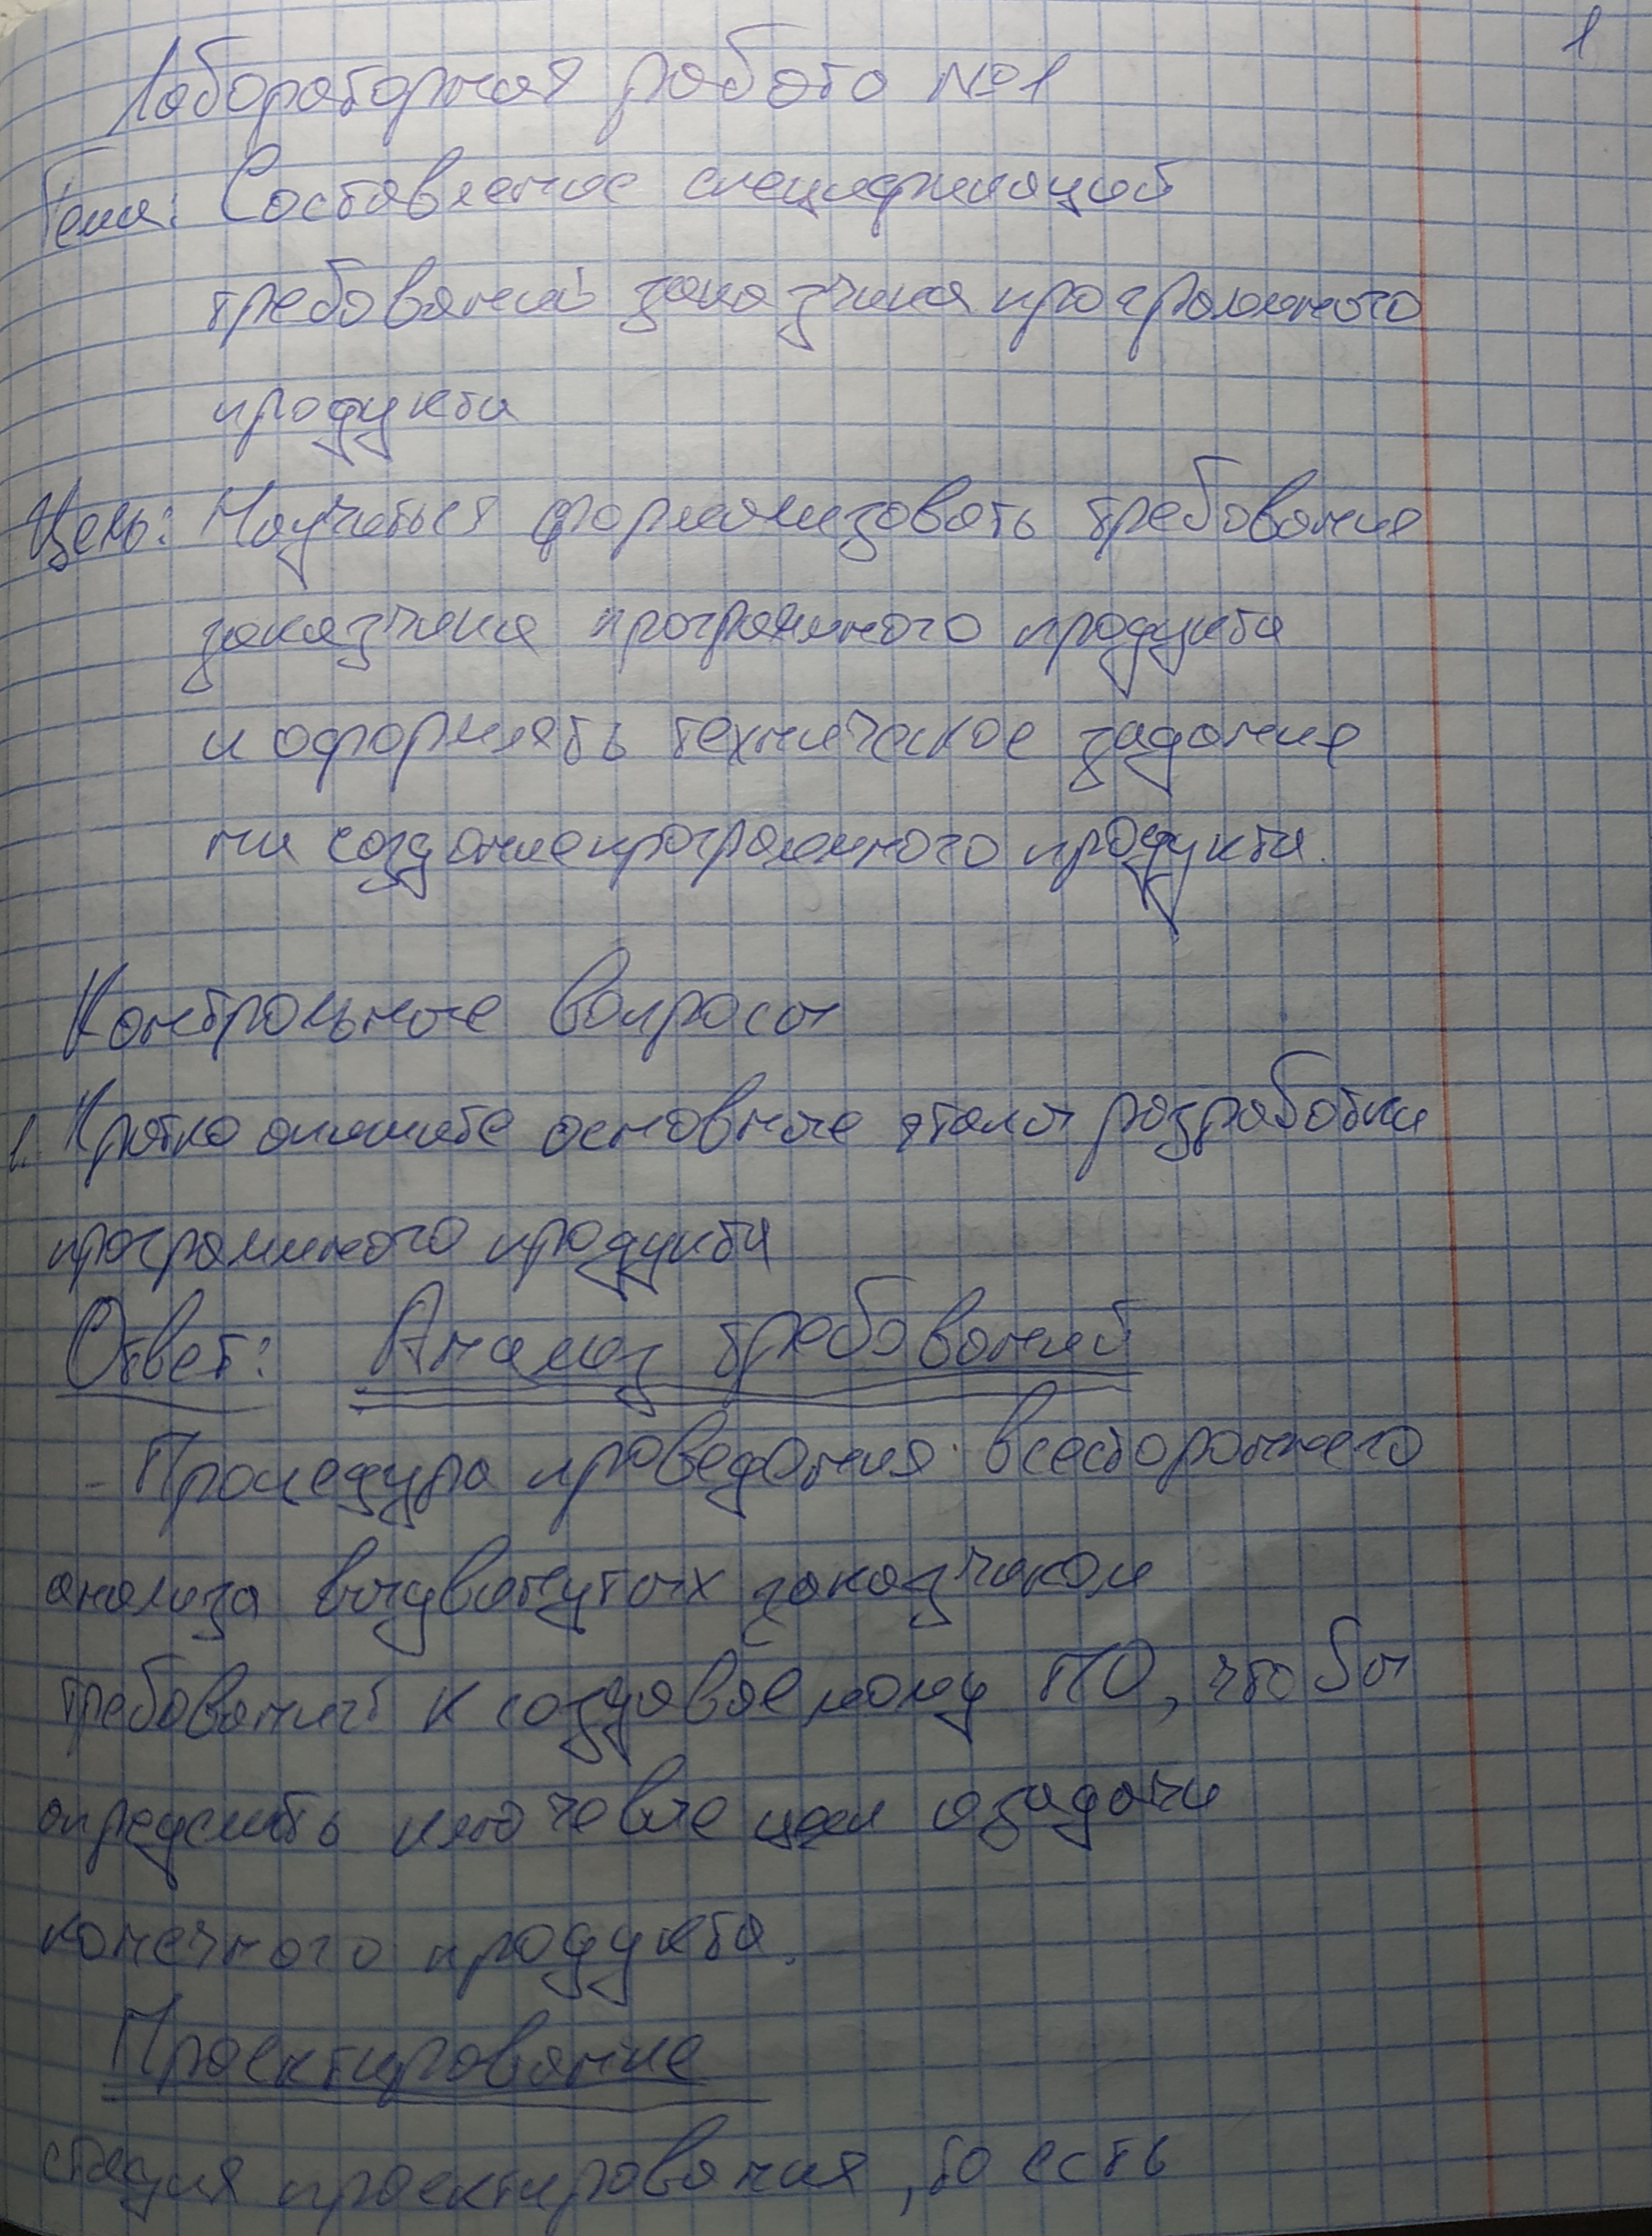 1
Лабораторная работа №1
Тема: Составление спецификаций
требований заказчика программного
продукта
Цель: Научиться формализовать требования
заказчика программного продукта
и оформлять техническое задание
на создание программного продукта.
Контрольные вопросы
1. Кратко опишите основные этапы разработки
программного продукта
Ответ: Анализ требований
- Процедура проведения всестороннего
анализа выдвинутых заказчиком
требований к создаваемому ПО, что бы
определить ключевые цели и задачи
конечного продукта.
Проектирование
стадия проектирования, то есть